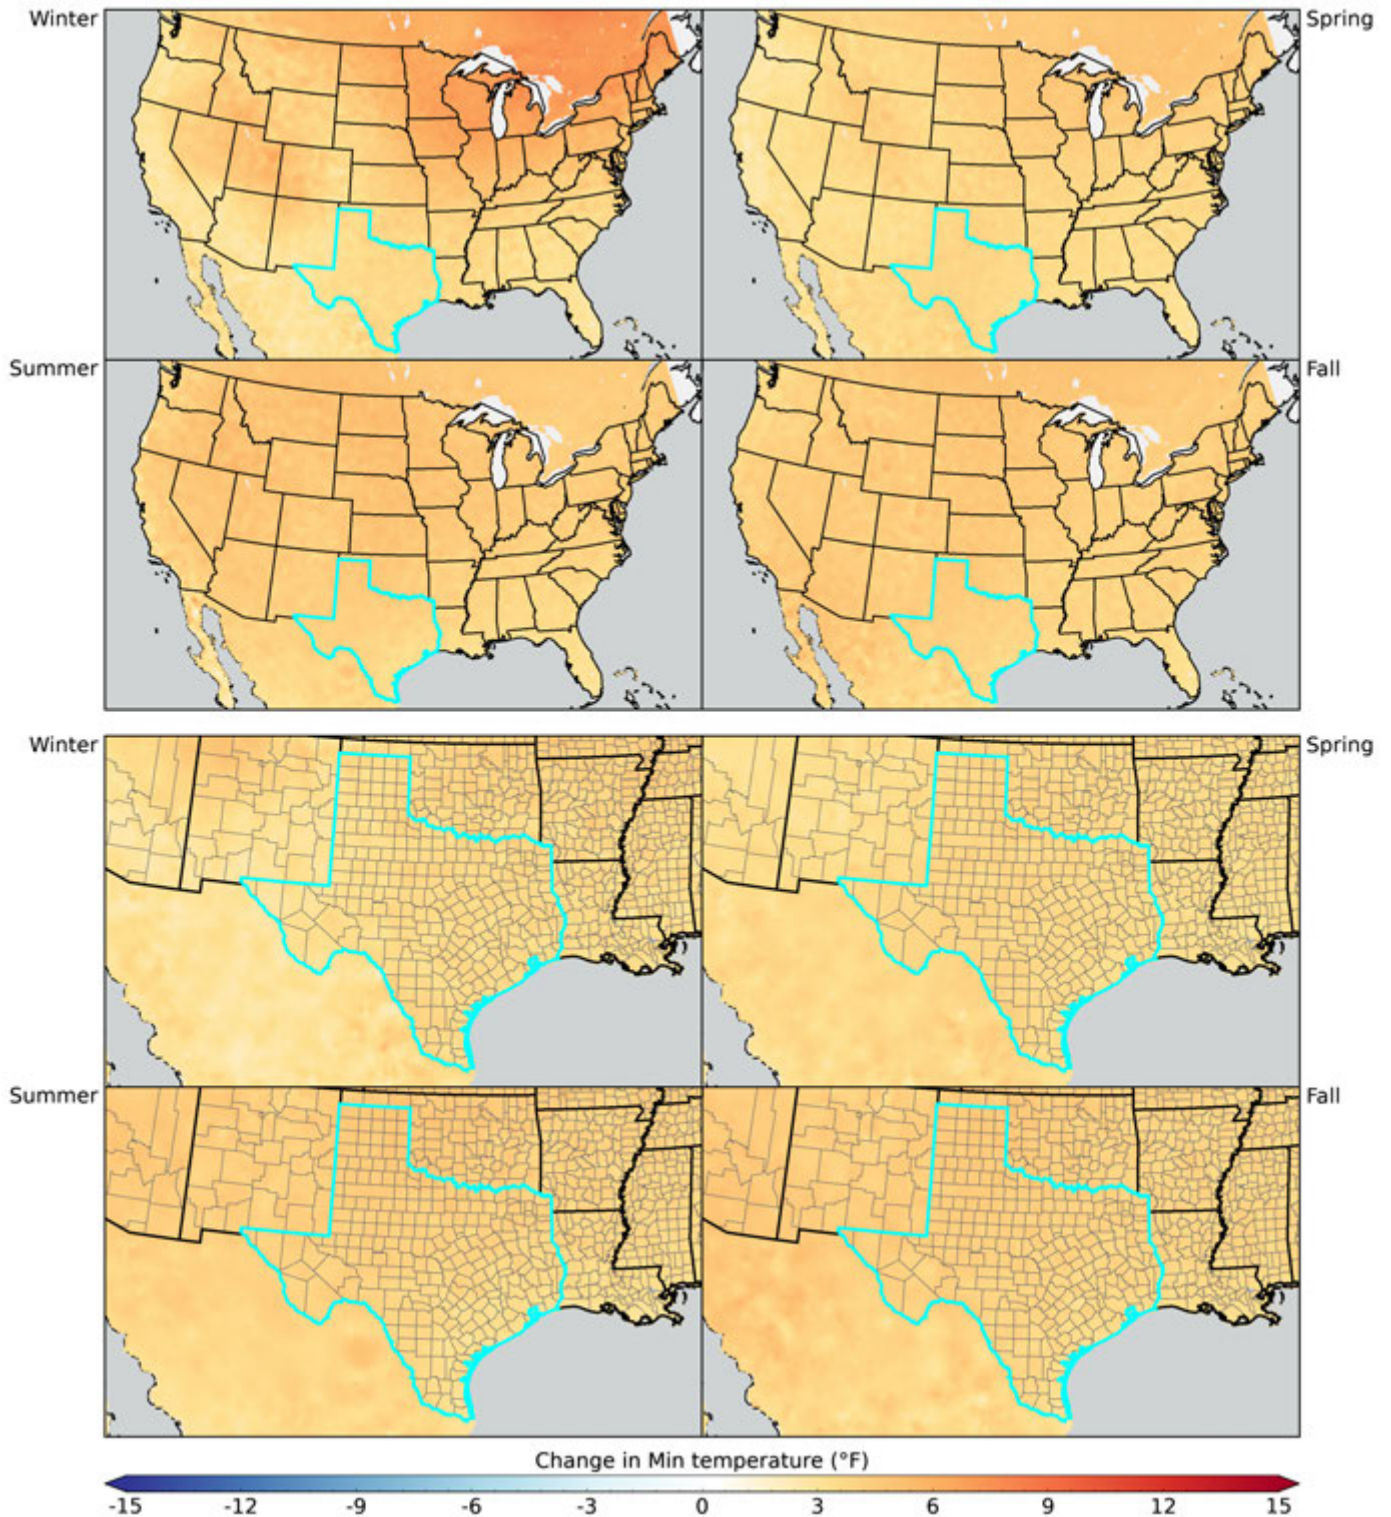 Winter
Spring
Summer
Fall
Winter
Spring
Summer
Fall
Change in Min temperature (°F)
-15 -12 -9 -6 -3 0 3 6 9 12 15